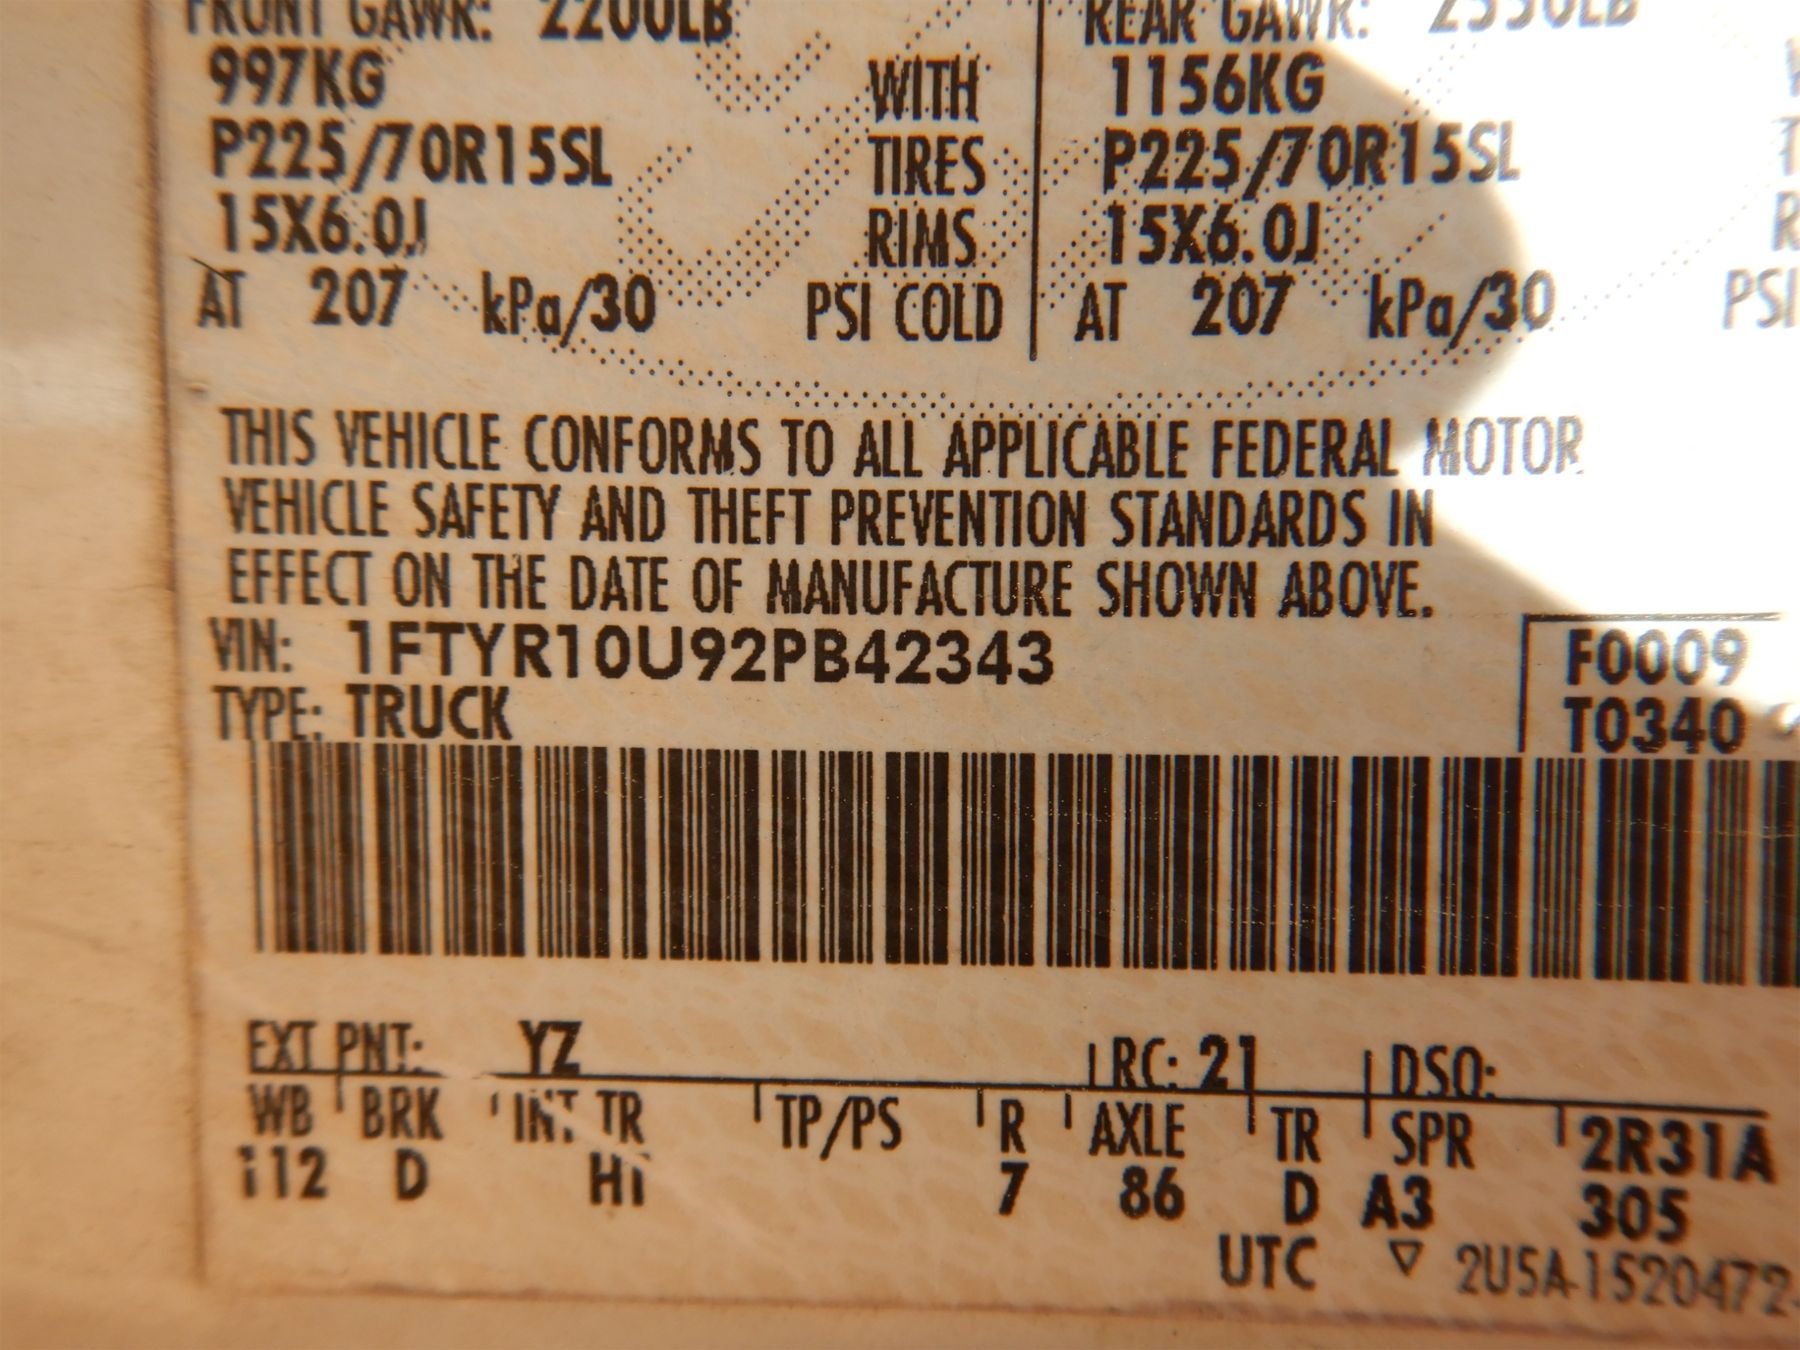 FRONT GAWR: 2200LB REAR GAWR: 2550LB
997KG WITH 1156KG
P225/70R15SL TIRES P225/70R15SL
15X6.0J RIMS 15X6.0J R
AT 207 kPa/30 PSI COLD AT 207 kPa/30 PSI
THIS VEHICLE CONFORMS TO ALL APPLICABLE FEDERAL MOTOR
VEHICLE SAFETY AND THEFT PREVENTION STANDARDS IN
EFFECT ON THE DATE OF MANUFACTURE SHOWN ABOVE.
VIN: 1FTYR10U92PB42343 F0009
TYPE: TRUCK T0340
EXT PNT: YZ RC: 21 DSO:
WB BRK INT TR TP/PS R AXLE TR SPR 2R31A
112 D HI 7 86 D A3 305
UTC ▽ 2U5A-1520472-